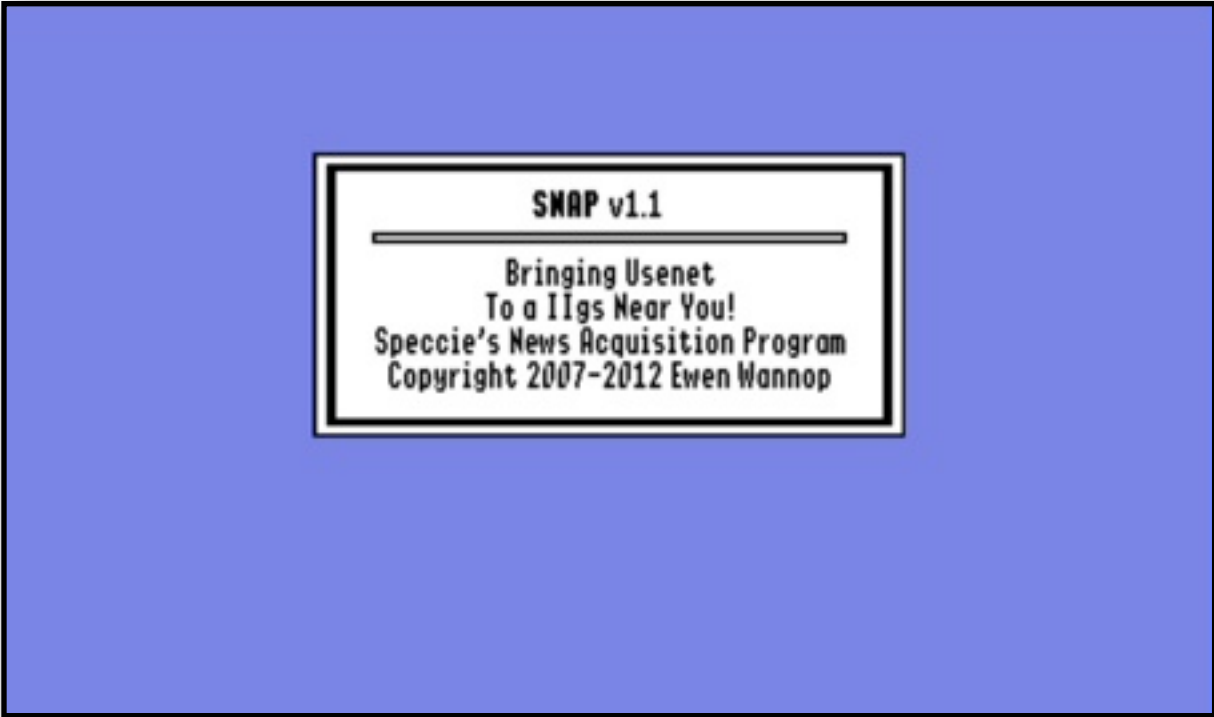 SNAP v1.1
Bringing Usenet
To a IIgs Near You!
Speccie's News Acquisition Program
Copyright 2007-2012 Ewen Wannop